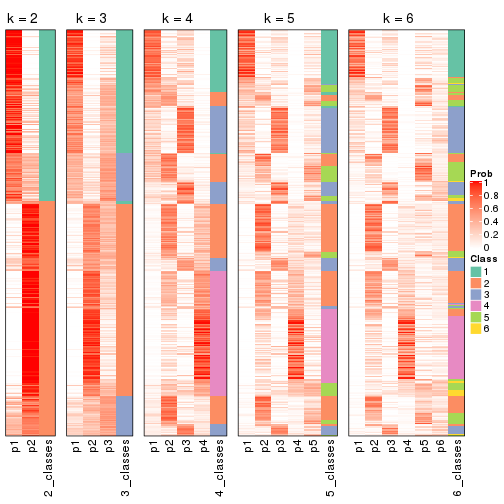 k = 2
k = 3
k = 4
k = 5
k = 6
p1
p2
2_classes
p1
p2
p3
3_classes
p1
p2
p3
p4
4_classes
p1
p2
p3
p4
p5
5_classes
p1
p2
p3
p4
p5
p6
6_classes
Prob
1
0.8
0.6
0.4
0.2
0
Class
1
2
3
4
5
6